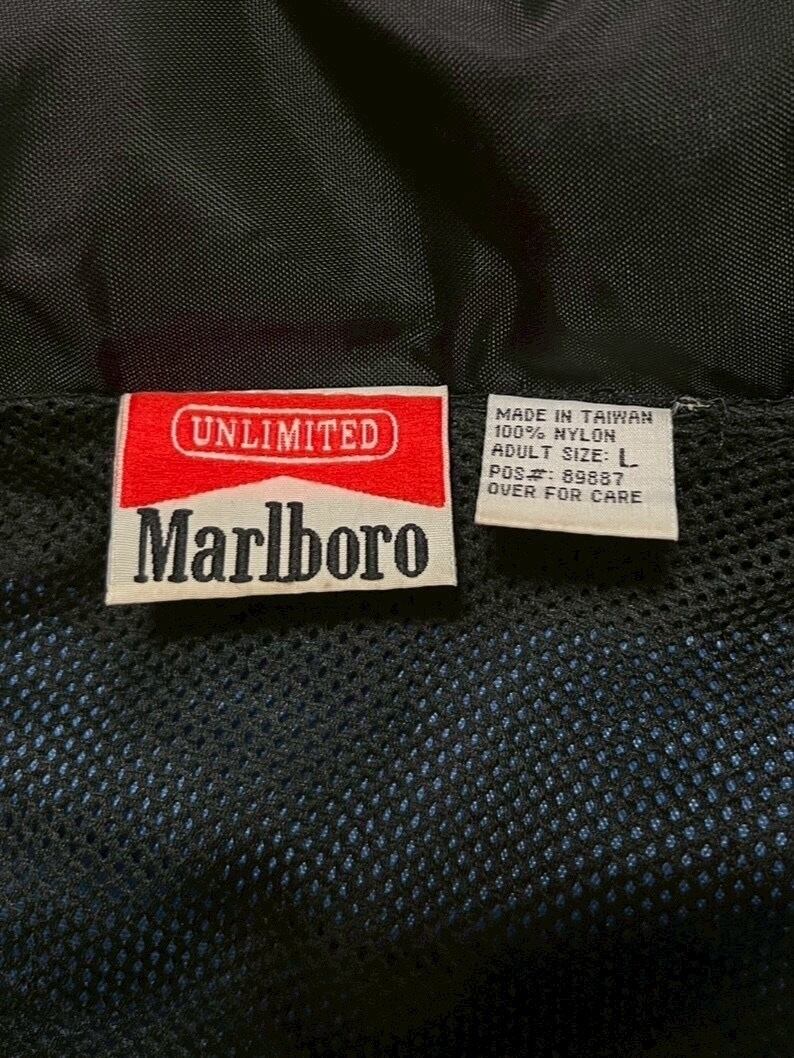 UNLIMITED
Marlboro
MADE IN TAIWAN
100% NYLON
ADULT SIZE: L
POS#: 89887
OVER FOR CARE